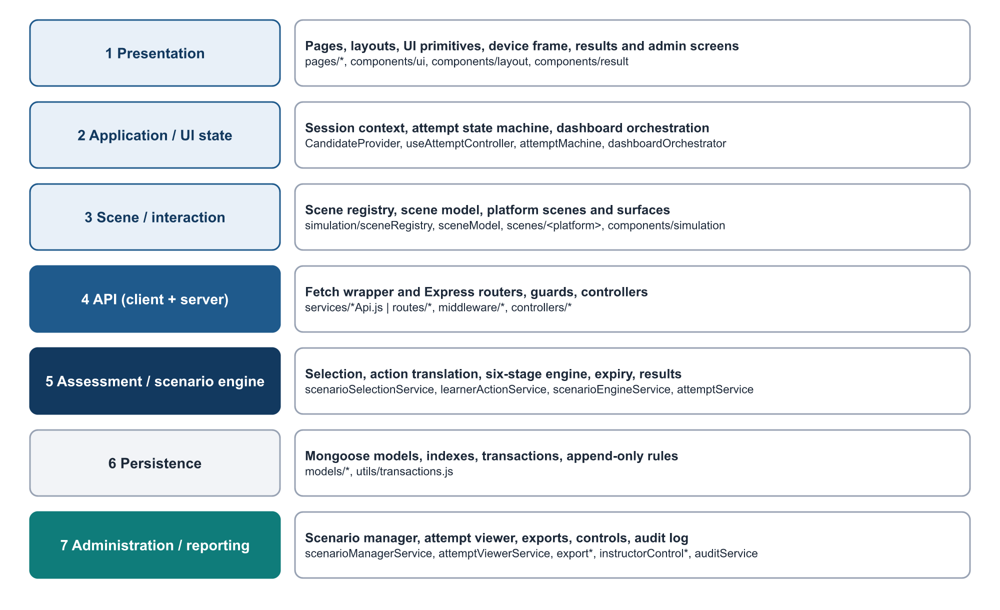 1 Presentation
Pages, layouts, UI primitives, device frame, results and admin screens
pages/*, components/ui, components/layout, components/result
2 Application / UI state
Session context, attempt state machine, dashboard orchestration
CandidateProvider, useAttemptController, attemptMachine, dashboardOrchestrator
3 Scene / interaction
Scene registry, scene model, platform scenes and surfaces
simulation/sceneRegistry, sceneModel, scenes/<platform>, components/simulation
4 API (client + server)
Fetch wrapper and Express routers, guards, controllers
services/*Api.js | routes/*, middleware/*, controllers/*
5 Assessment / scenario engine
Selection, action translation, six-stage engine, expiry, results
scenarioSelectionService, learnerActionService, scenarioEngineService, attemptService
6 Persistence
Mongoose models, indexes, transactions, append-only rules
models/*, utils/transactions.js
7 Administration / reporting
Scenario manager, attempt viewer, exports, controls, audit log
scenarioManagerService, attemptViewerService, export*, instructorControl*, auditService